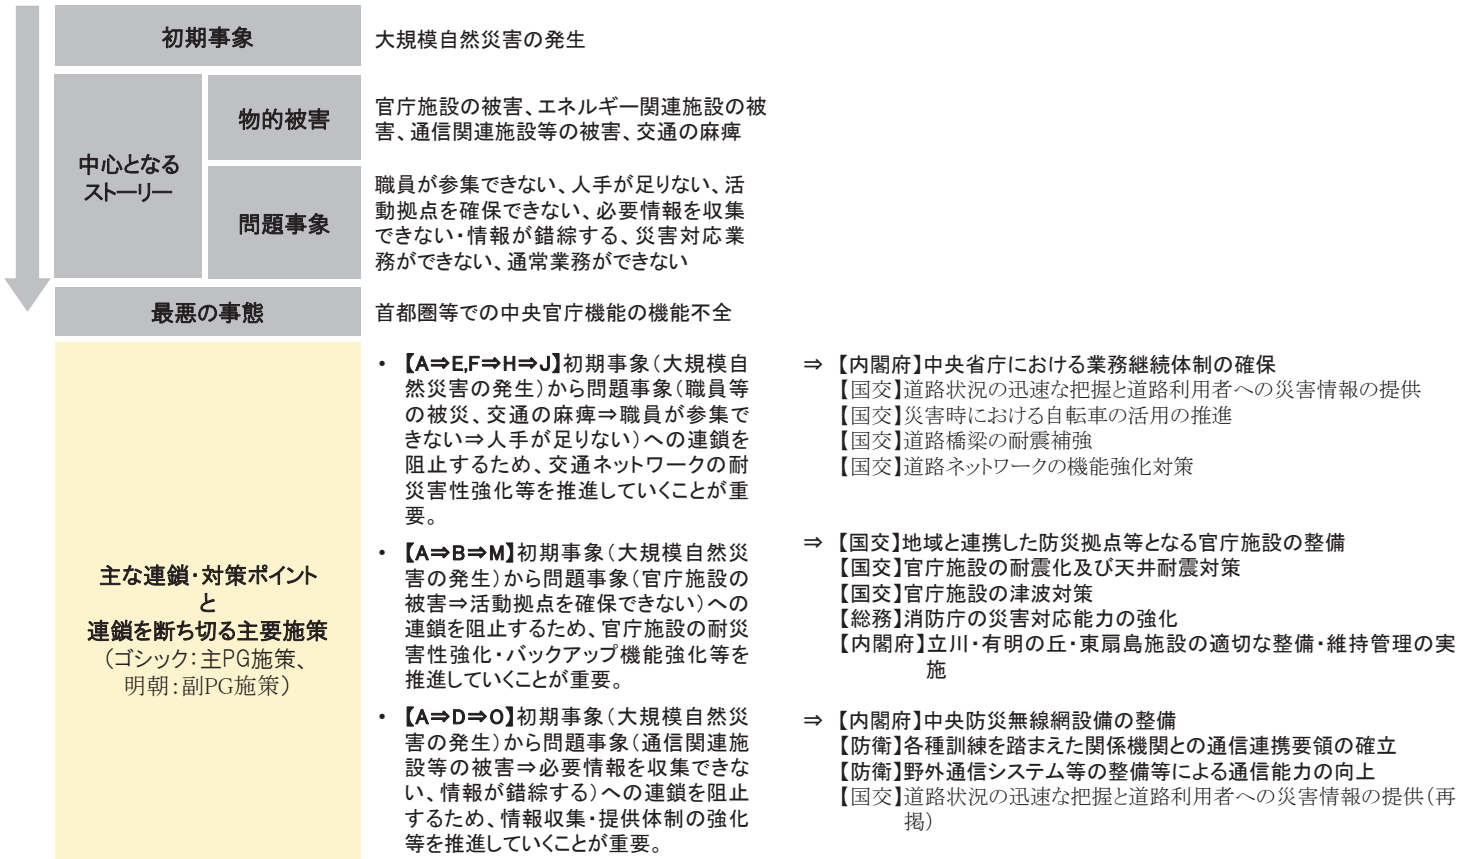 初期事象
大規模自然災害の発生
中心となる
ストーリー
物的被害
官庁施設の被害、エネルギー関連施設の被
害、通信関連施設等の被害、交通の麻痺
問題事象
職員が参集できない、人手が足りない、活
動拠点を確保できない、必要情報を収集
できない・情報が錯綜する、災害対応業
務ができない、通常業務ができない
最悪の事態
首都圏等での中央官庁機能の機能不全
主な連鎖・対策ポイント
と
連鎖を断ち切る主要施策
（ゴシック：主PG施策、
明朝：副PG施策）
・【A⇒E,F⇒H⇒J】初期事象（大規模自
然災害の発生）から問題事象（職員等
の被災、交通の麻痺⇒職員が参集で
きない⇒人手が足りない）への連鎖を
阻止するため、交通ネットワークの耐
災害性強化等を推進していくことが重
要。
⇒【内閣府】中央省庁における業務継続体制の確保
【国交】道路状況の迅速な把握と道路利用者への災害情報の提供
【国交】災害時における自転車の活用の推進
【国交】道路橋梁の耐震補強
【国交】道路ネットワークの機能強化対策
・【A⇒B⇒M】初期事象（大規模自然災
害の発生）から問題事象（官庁施設の
被害⇒活動拠点を確保できない）への
連鎖を阻止するため、官庁施設の耐災
害性強化・バックアップ機能強化等を
推進していくことが重要。
⇒【国交】地域と連携した防災拠点等となる官庁施設の整備
【国交】官庁施設の耐震化及び天井耐震対策
【国交】官庁施設の津波対策
【総務】消防庁の災害対応能力の強化
【内閣府】立川・有明の丘・東扇島施設の適切な整備・維持管理の実
施
・【A⇒D⇒O】初期事象（大規模自然災
害の発生）から問題事象（通信関連施
設等の被害⇒必要情報を収集できな
い、情報が錯綜する）への連鎖を阻止
するため、情報収集・提供体制の強化
等を推進していくことが重要。
⇒【内閣府】中央防災無線網設備の整備
【防衛】各種訓練を踏まえた関係機関との通信連携要領の確立
【防衛】野外通信システム等の整備等による通信能力の向上
【国交】道路状況の迅速な把握と道路利用者への災害情報の提供（再
掲）